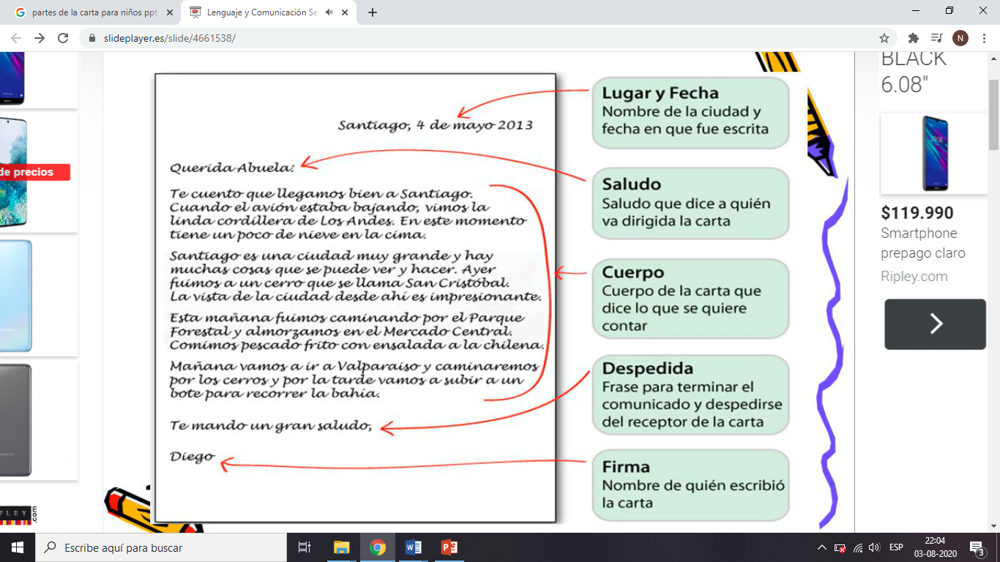 partes de la carta para niños ppt
Lenguaje y Comunicación Se
slideplayer.es/slide/4661538/
N
de precios
Santiago, 4 de mayo 2013
Querida Abuela:
Te cuento que llegamos bien a Santiago.
Cuando el avión estaba bajando, vimos la
linda cordillera de Los Andes. En este momento
tiene un poco de nieve en la cima.
Santiago es una ciudad muy grande y hay
muchas cosas que se puede ver y hacer. Ayer
fuimos a un cerro que se llama San Cristóbal.
La vista de la ciudad desde ahí es impresionante.
Esta mañana fuimos caminando por el Parque
Forestal y almorzamos en el Mercado Central.
Comimos pescado frito con ensalada a la chilena.
Mañana vamos a ir a Valparaíso y caminaremos
por los cerros y por la tarde vamos a subir a un
bote para recorrer la bahía.
Te mando un gran saludo,
Diego
Lugar y Fecha
Nombre de la ciudad y
fecha en que fue escrita
Saludo
Saludo que dice a quién
va dirigida la carta
Cuerpo
Cuerpo de la carta que
dice lo que se quiere
contar
Despedida
Frase para terminar el
comunicado y despedirse
del receptor de la carta
Firma
Nombre de quién escribió
la carta
BLACK
6.08"
$119.990
Smartphone
prepago claro
Ripley.com
PLEY
.com
Escribe aquí para buscar
ESP
22:04
03-08-2020
3